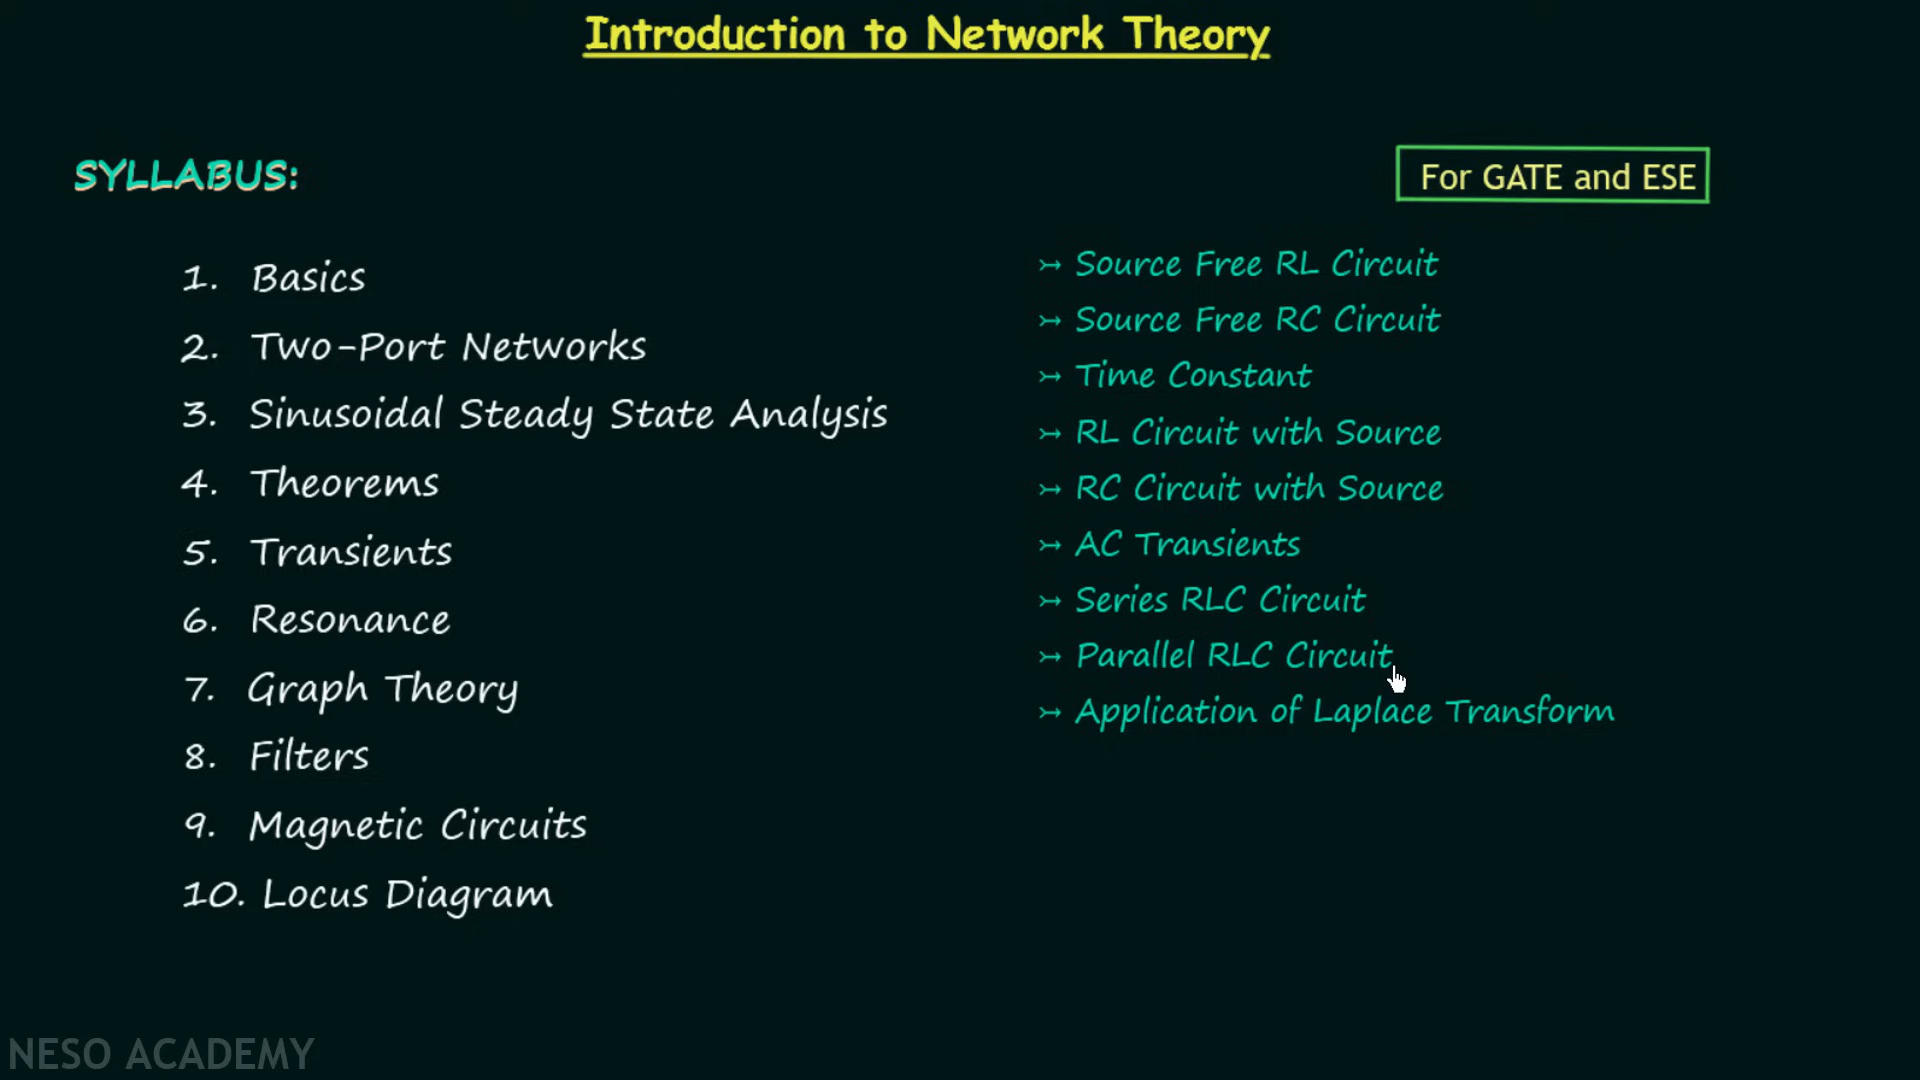 Introduction to Network Theory
SYLLABUS:
For GATE and ESE
1. Basics
2. Two-Port Networks
3. Sinusoidal Steady State Analysis
4. Theorems
5. Transients
6. Resonance
7. Graph Theory
8. Filters
9. Magnetic Circuits
10. Locus Diagram
↣ Source Free RL Circuit
↣ Source Free RC Circuit
↣ Time Constant
↣ RL Circuit with Source
↣ RC Circuit with Source
↣ AC Transients
↣ Series RLC Circuit
↣ Parallel RLC Circuit
↣ Application of Laplace Transform
NESO ACADEMY